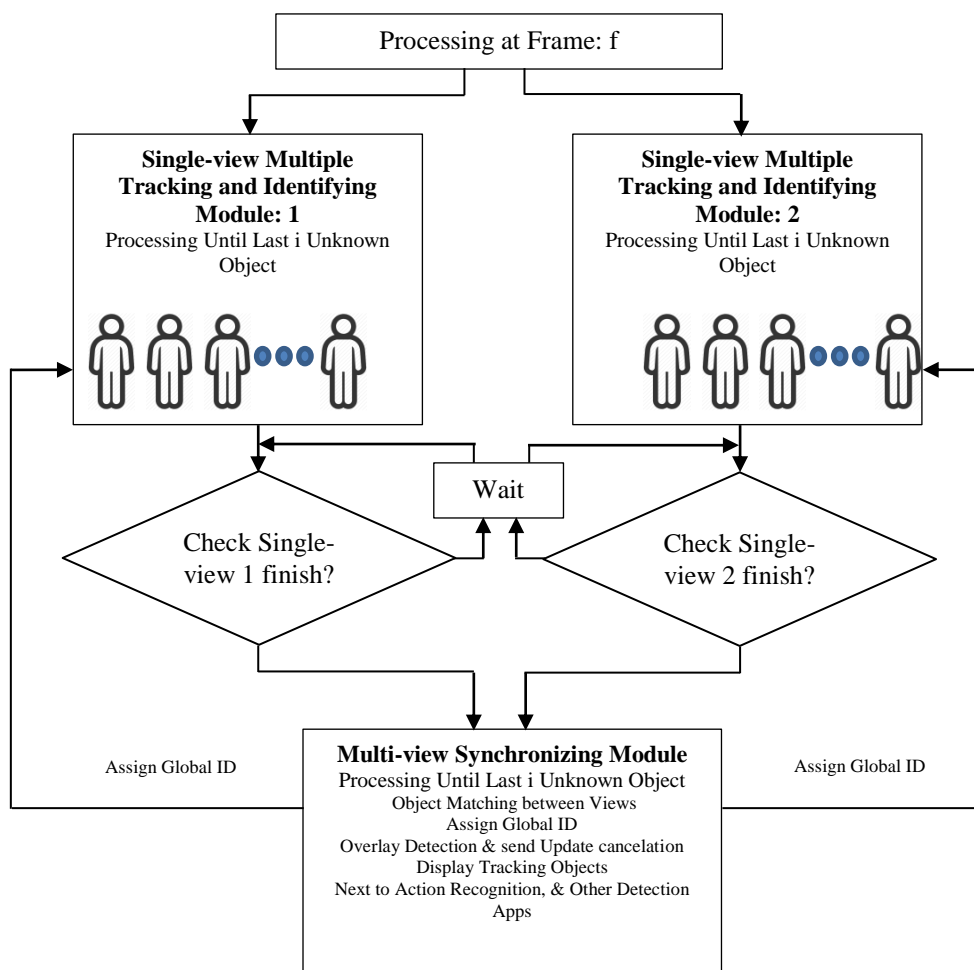 Processing at Frame: f
Single-view Multiple
Tracking and Identifying
Module: 1
Processing Until Last i Unknown
Object
Single-view Multiple
Tracking and Identifying
Module: 2
Processing Until Last i Unknown
Object
Wait
Check Single-
view 1 finish?
Check Single-
view 2 finish?
Assign Global ID
Multi-view Synchronizing Module
Processing Until Last i Unknown Object
Object Matching between Views
Assign Global ID
Overlay Detection & send Update cancelation
Display Tracking Objects
Next to Action Recognition, & Other Detection
Apps
Assign Global ID